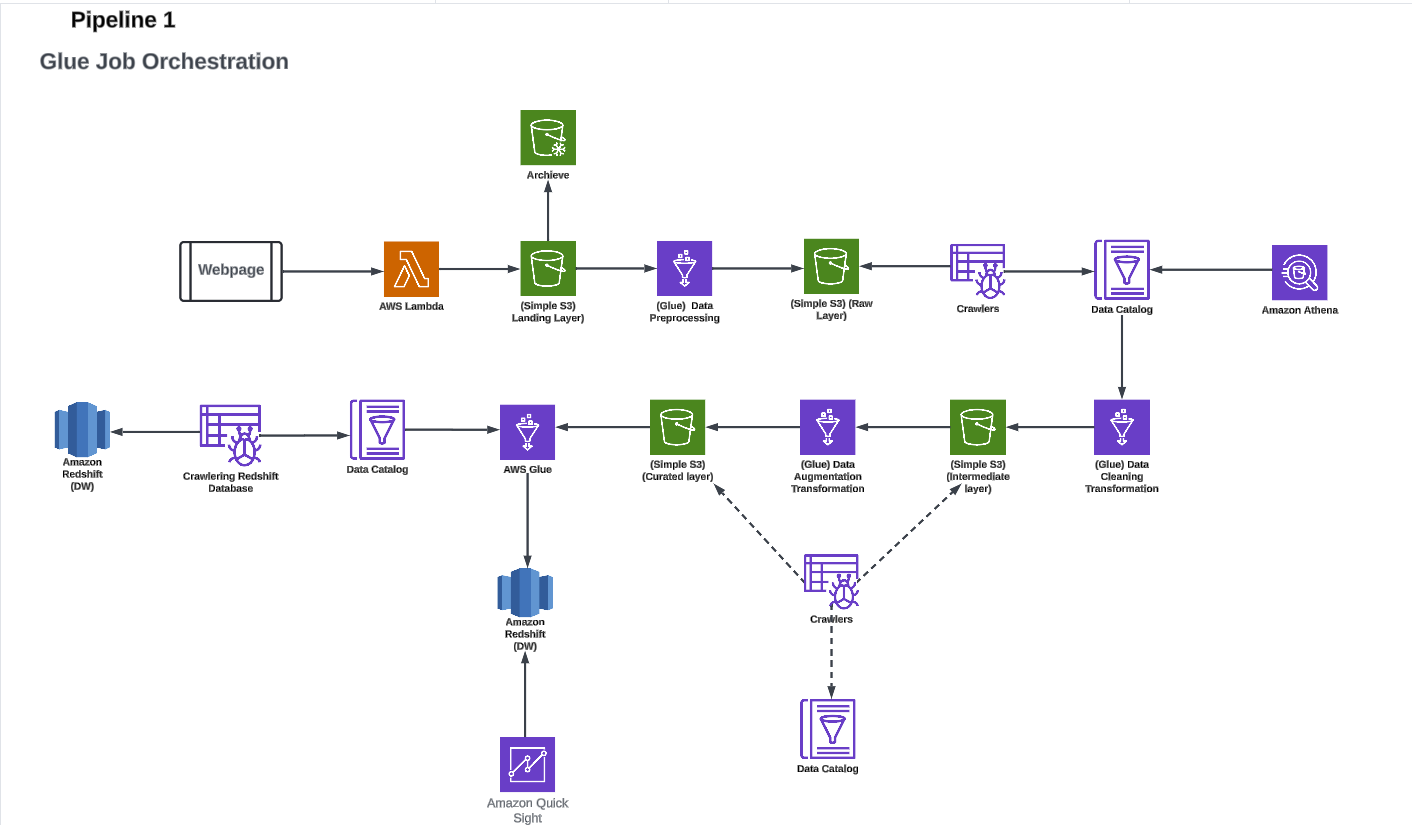 Pipeline 1
Glue Job Orchestration
Archieve
Webpage
AWS Lambda
(Simple S3)
Landing Layer)
(Glue) Data
Preprocessing
(Simple S3) (Raw
Layer)
Crawlers
Data Catalog
Amazon Athena
Amazon
Redshift
(DW)
Crawlering Redshift
Database
Data Catalog
AWS Glue
(Simple S3)
(Curated layer)
(Glue) Data
Augmentation
Transformation
(Simple S3)
(Intermediate
layer)
(Glue) Data
Cleaning
Transformation
Amazon
Redshift
(DW)
Crawlers
Data Catalog
Amazon Quick
Sight